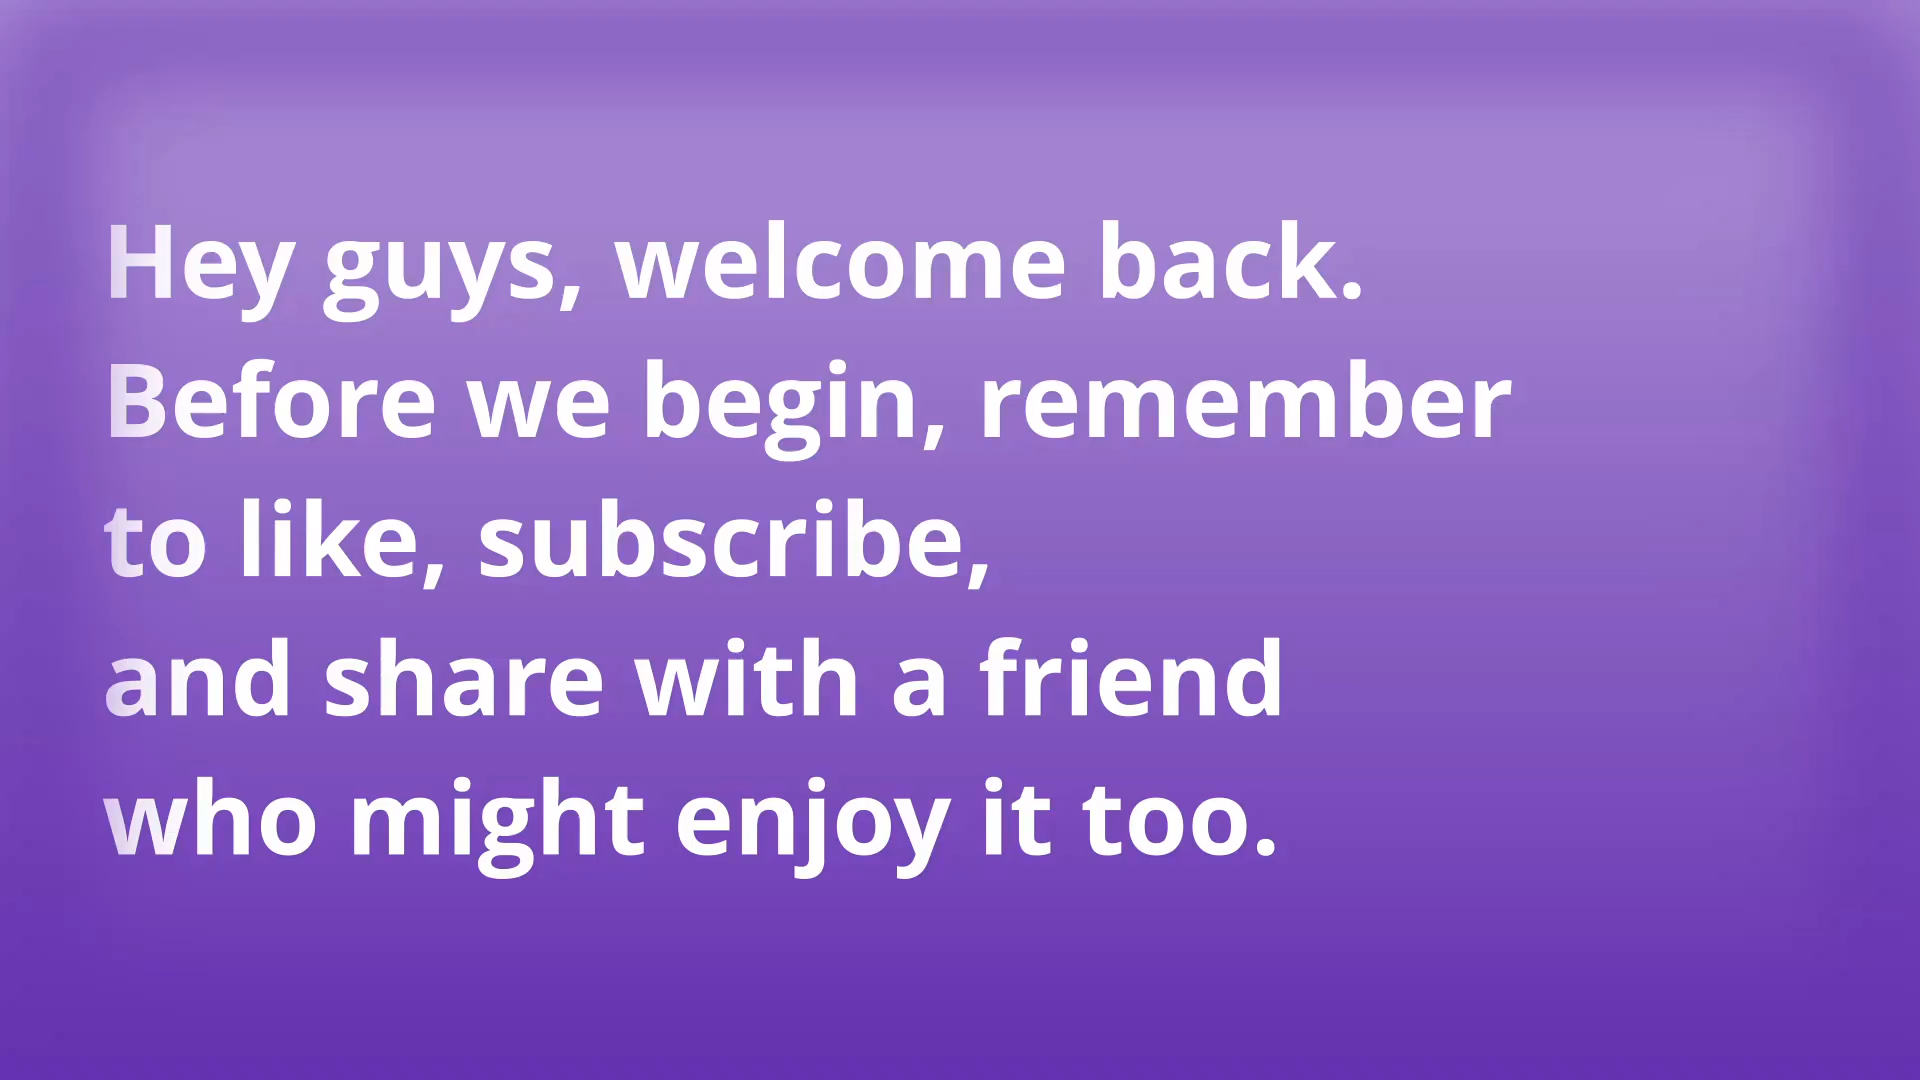 Hey guys, welcome back.
Before we begin, remember
to like, subscribe,
and share with a friend
who might enjoy it too.